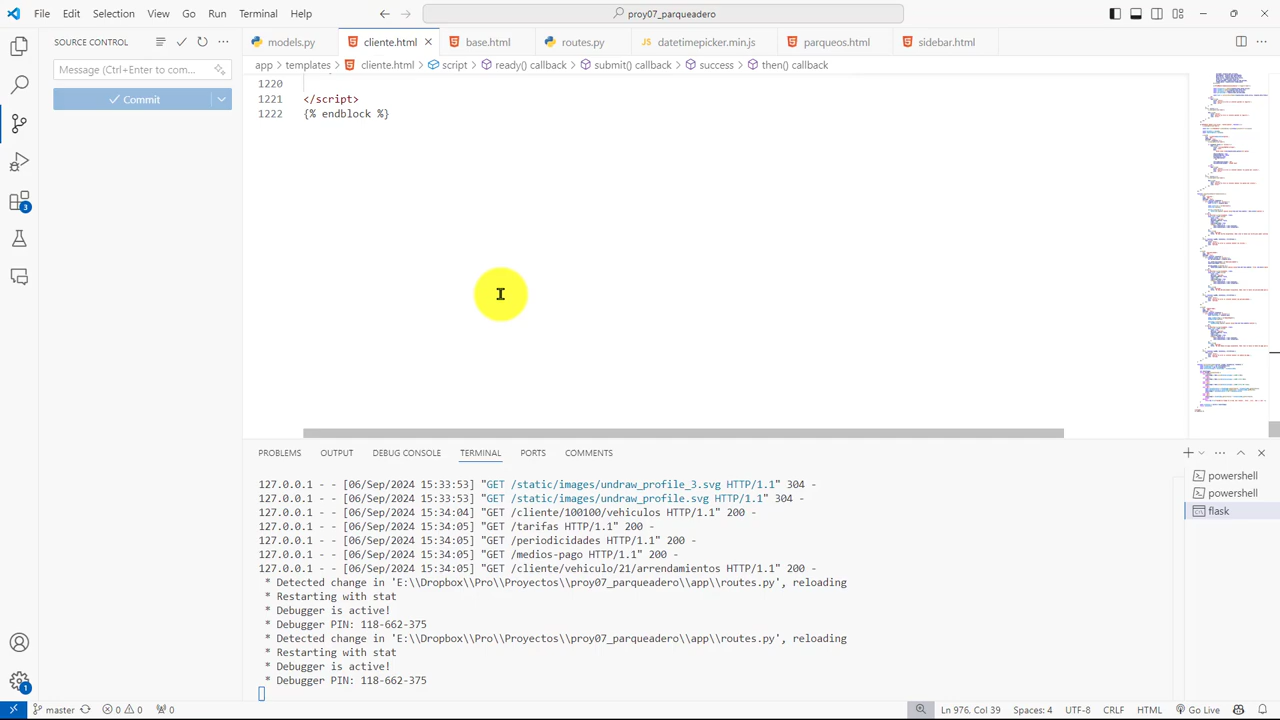 File Edit View Go Run Terminal Help
proy07_parqueadero
SOURCE CONTROL
models.py
cliente.html
base.html
routes.py
datetimepicker.min.js
parqueos.html
sidebar.html
app > templates > cliente.html > script > ready() callback > submit() callback > success > then() callback
Message (Ctrl+Enter to com...
Commit
1220
1221 </script>
1222 {% endblock %}
PROBLEMS OUTPUT DEBUG CONSOLE TERMINAL PORTS COMMENTS
127.0.0.1 - - [06/Sep/2024 15:33:53] "GET /static/images/undraw_profile_3.svg HTTP/1.1" 304 -
127.0.0.1 - - [06/Sep/2024 15:33:53] "GET /static/images/undraw_profile.svg HTTP/1.1" 304 -
127.0.0.1 - - [06/Sep/2024 15:34:04] "GET /cliente/100100/vehiculos HTTP/1.1" 200 -
127.0.0.1 - - [06/Sep/2024 15:34:05] "GET /tarifas HTTP/1.1" 200 -
127.0.0.1 - - [06/Sep/2024 15:34:05] "GET /periodicidades HTTP/1.1" 200 -
127.0.0.1 - - [06/Sep/2024 15:34:05] "GET /medios-pago HTTP/1.1" 200 -
127.0.0.1 - - [06/Sep/2024 15:34:05] "GET /cliente/vehiculo/21/arrendamientos HTTP/1.1" 200 -
* Detected change in 'E:\\Dropbox\\Pro\\Proyectos\\proy07_parqueadero\\app\\routes.py', reloading
* Restarting with stat
* Debugger is active!
* Debugger PIN: 118-662-375
* Detected change in 'E:\\Dropbox\\Pro\\Proyectos\\proy07_parqueadero\\app\\routes.py', reloading
* Restarting with stat
* Debugger is active!
* Debugger PIN: 118-662-375
powershell
powershell
flask
master 0 0 0 Ln 976, Col 39 Spaces: 4 UTF-8 CRLF HTML Go Live